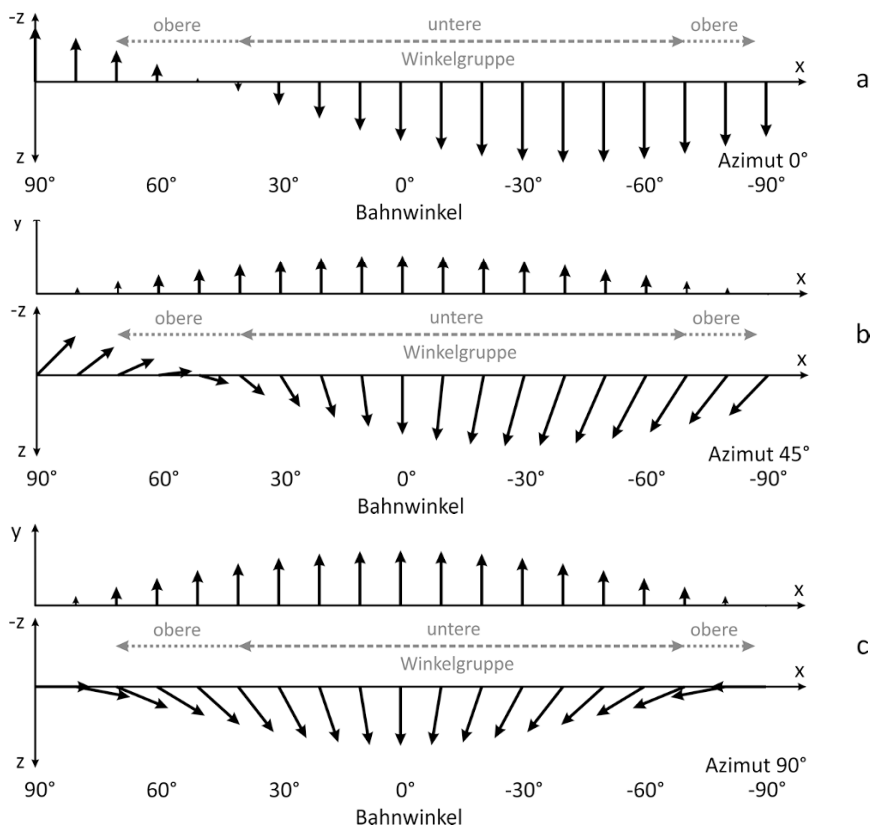 -z
obere untere obere
Winkelgruppe
x
a
z
Azimut 0°
90° 60° 30° 0° -30° -60° -90°
Bahnwinkel
y
x
-z
obere untere obere
Winkelgruppe
x
b
z
Azimut 45°
90° 60° 30° 0° -30° -60° -90°
Bahnwinkel
y
x
-z
obere untere obere
Winkelgruppe
x
c
z
Azimut 90°
90° 60° 30° 0° -30° -60° -90°
Bahnwinkel